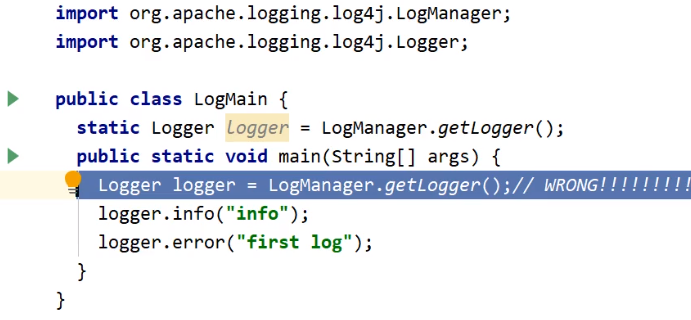 import org.apache.logging.log4j.LogManager;
import org.apache.logging.log4j.Logger;
public class LogMain {
static Logger logger = LogManager.getLogger();
public static void main(String[] args) {
Logger logger = LogManager.getLogger();// WRONG!!!!!!!!!
logger.info("info");
logger.error("first log");
}
}